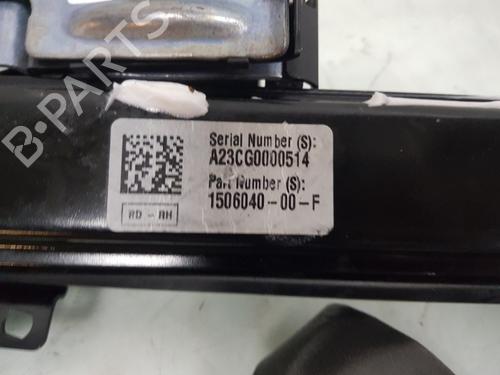 B-PARTS
Serial Number (S):
A23CG0000514
Part Number (S):
1506040-00-F
RD - RH